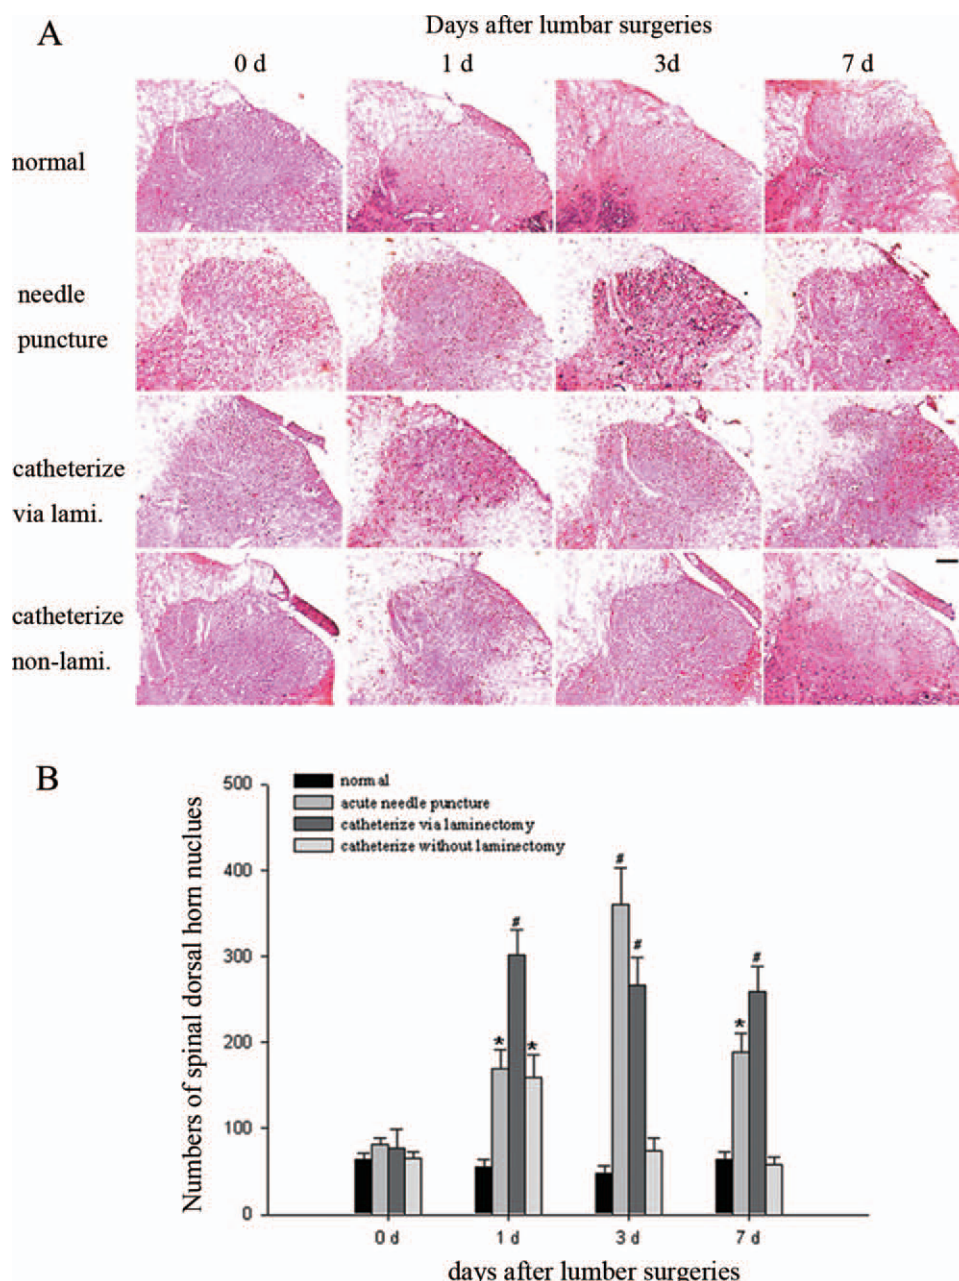 A
Days after lumbar surgeries
0 d 1 d 3d 7 d
normal
needle
puncture
catheterize
via lami.
catheterize
non-lami.
B
normal
acute needle puncture
catheterize via laminectomy
catheterize without laminectomy
Numbers of spinal dorsal horn nuclues
500
400
300
200
100
0
* # *
# #
* #
0 d 1 d 3 d 7 d
days after lumber surgeries